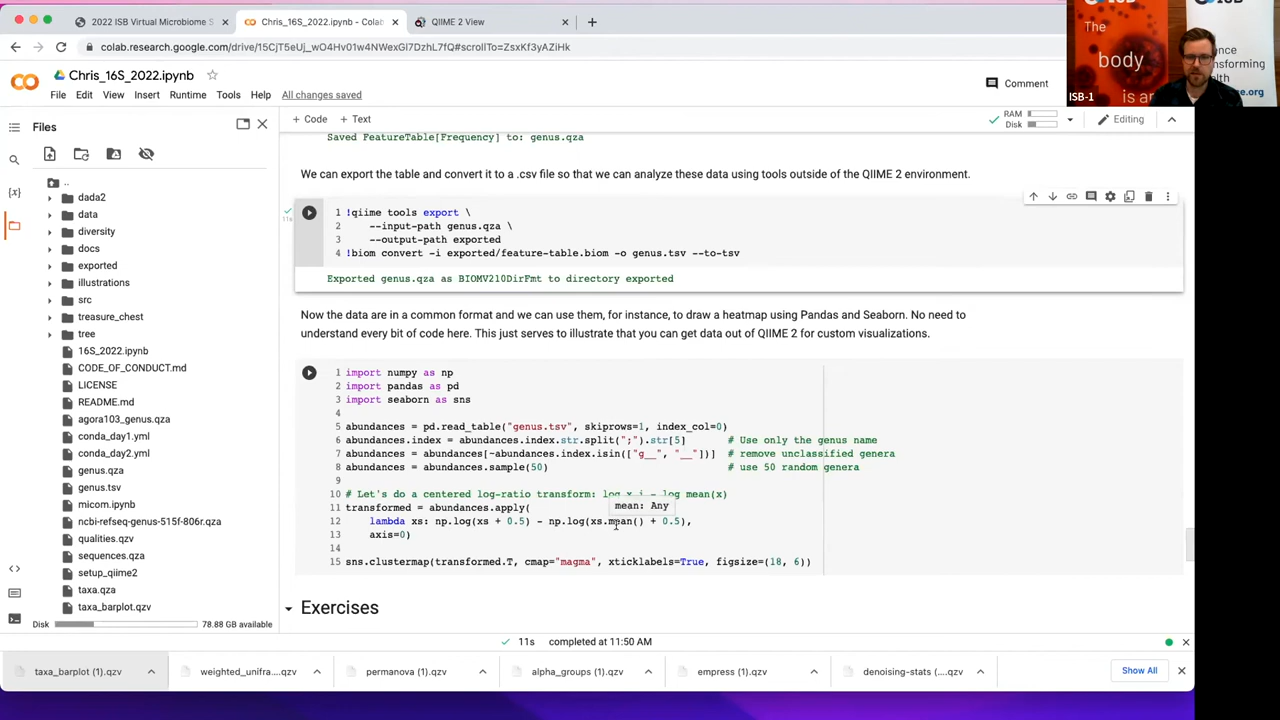 2022 ISB Virtual Microbiome S
Chris_16S_2022.ipynb - Colab
QIIME 2 View
colab.research.google.com/drive/15CjT5eUj_wO4Hv01w4NWexGI7DzhL7fQ#scrollTo=ZsxKf3yAZiHk
The
body
is a
ISB-1
Chris_16S_2022.ipynb
Comment
File Edit View Insert Runtime Tools Help All changes saved
Files
+ Code + Text
RAM
Disk
Editing
..
dada2
data
diversity
docs
exported
illustrations
src
treasure_chest
tree
16S_2022.ipynb
CODE_OF_CONDUCT.md
LICENSE
README.md
agora103_genus.qza
conda_day1.yml
conda_day2.yml
genus.qza
genus.tsv
micom.ipynb
ncbi-refseq-genus-515f-806r.qza
qualities.qzv
sequences.qza
setup_qiime2
taxa.qza
taxa_barplot.qzv
Disk 78.88 GB available
Saved FeatureTable[Frequency] to: genus.qza
We can export the table and convert it to a .csv file so that we can analyze these data using tools outside of the QIIME 2 environment.
11s
1 !qiime tools export \
2 --input-path genus.qza \
3 --output-path exported
4 !biom convert -i exported/feature-table.biom -o genus.tsv --to-tsv
Exported genus.qza as BIOMV210DirFmt to directory exported
Now the data are in a common format and we can use them, for instance, to draw a heatmap using Pandas and Seaborn. No need to
understand every bit of code here. This just serves to illustrate that you can get data out of QIIME 2 for custom visualizations.
1 import numpy as np
2 import pandas as pd
3 import seaborn as sns
4
5 abundances = pd.read_table("genus.tsv", skiprows=1, index_col=0)
6 abundances.index = abundances.index.str.split(";").str[5] # Use only the genus name
7 abundances = abundances[~abundances.index.isin(["g__", "__"])] # remove unclassified genera
8 abundances = abundances.sample(50) # use 50 random genera
9
10 # Let's do a centered log-ratio transform: log x_i - log mean(x)
mean: Any
11 transformed = abundances.apply(
12 lambda xs: np.log(xs + 0.5) - np.log(xs.mean() + 0.5),
13 axis=0)
14
15 sns.clustermap(transformed.T, cmap="magma", xticklabels=True, figsize=(18, 6))
Exercises
11s completed at 11:50 AM
taxa_barplot (1).qzv
weighted_unifra....qzv
permanova (1).qzv
alpha_groups (1).qzv
empress (1).qzv
denoising-stats (....qzv
Show All